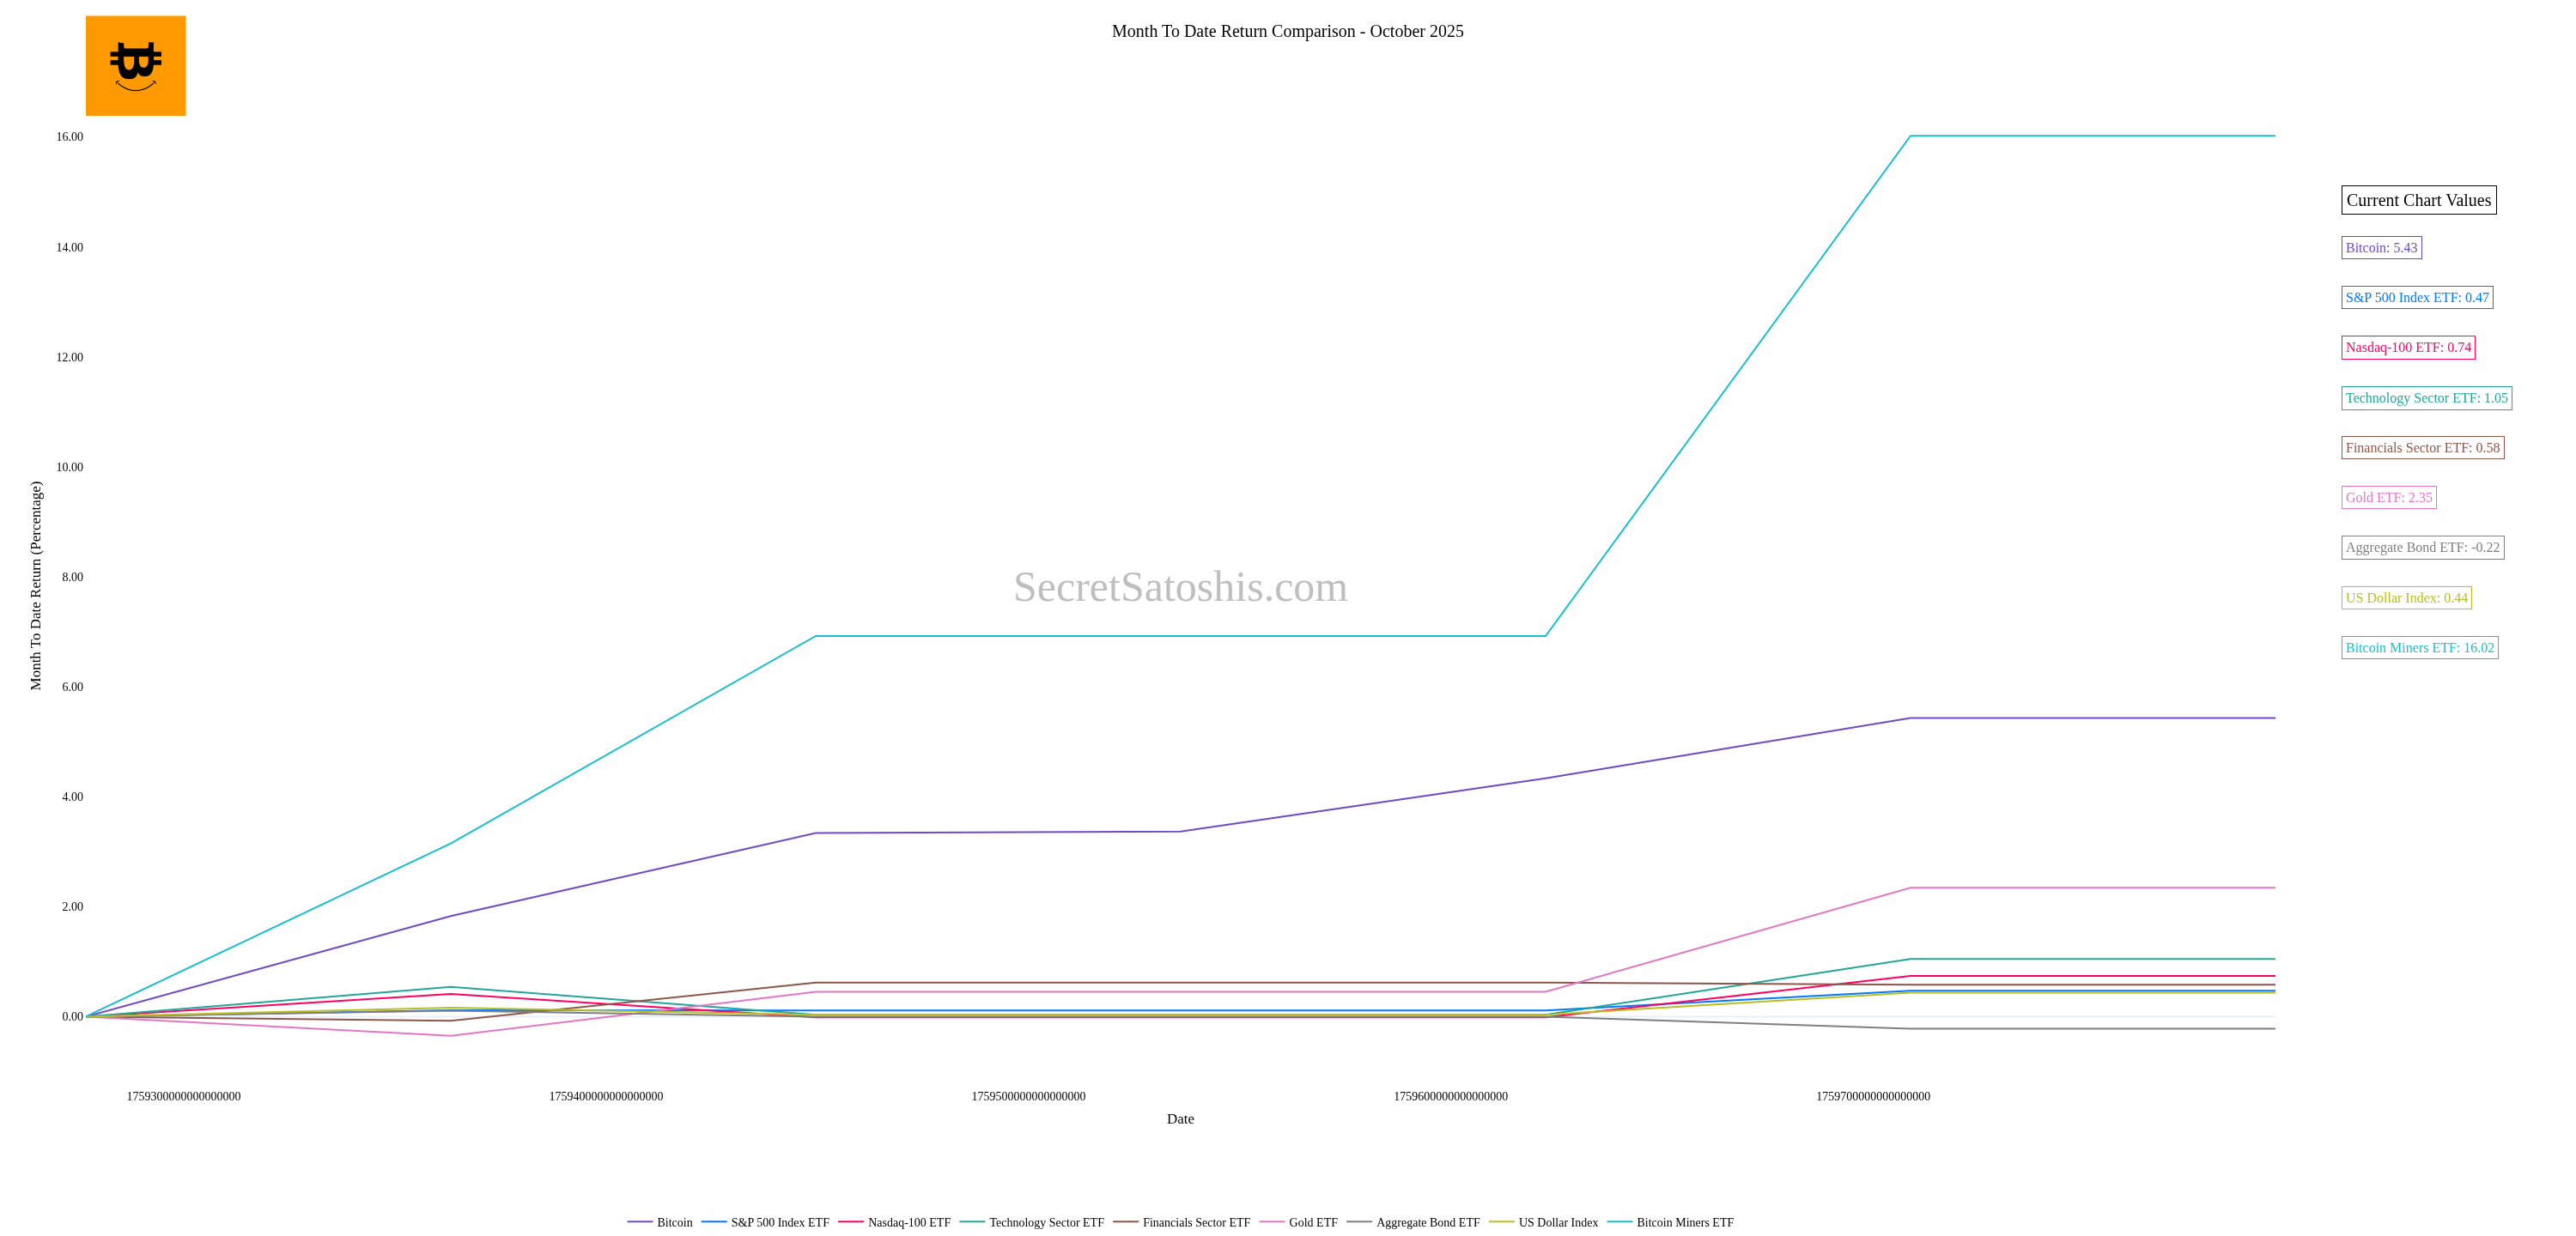 Month To Date Return Comparison - October 2025
16.00
14.00
12.00
10.00
8.00
6.00
4.00
2.00
0.00
Month To Date Return (Percentage)
SecretSatoshis.com
Current Chart Values
Bitcoin: 5.43
S&P 500 Index ETF: 0.47
Nasdaq-100 ETF: 0.74
Technology Sector ETF: 1.05
Financials Sector ETF: 0.58
Gold ETF: 2.35
Aggregate Bond ETF: -0.22
US Dollar Index: 0.44
Bitcoin Miners ETF: 16.02
1759300000000000000 1759400000000000000 1759500000000000000 1759600000000000000 1759700000000000000
Date
Bitcoin S&P 500 Index ETF Nasdaq-100 ETF Technology Sector ETF Financials Sector ETF Gold ETF Aggregate Bond ETF US Dollar Index Bitcoin Miners ETF